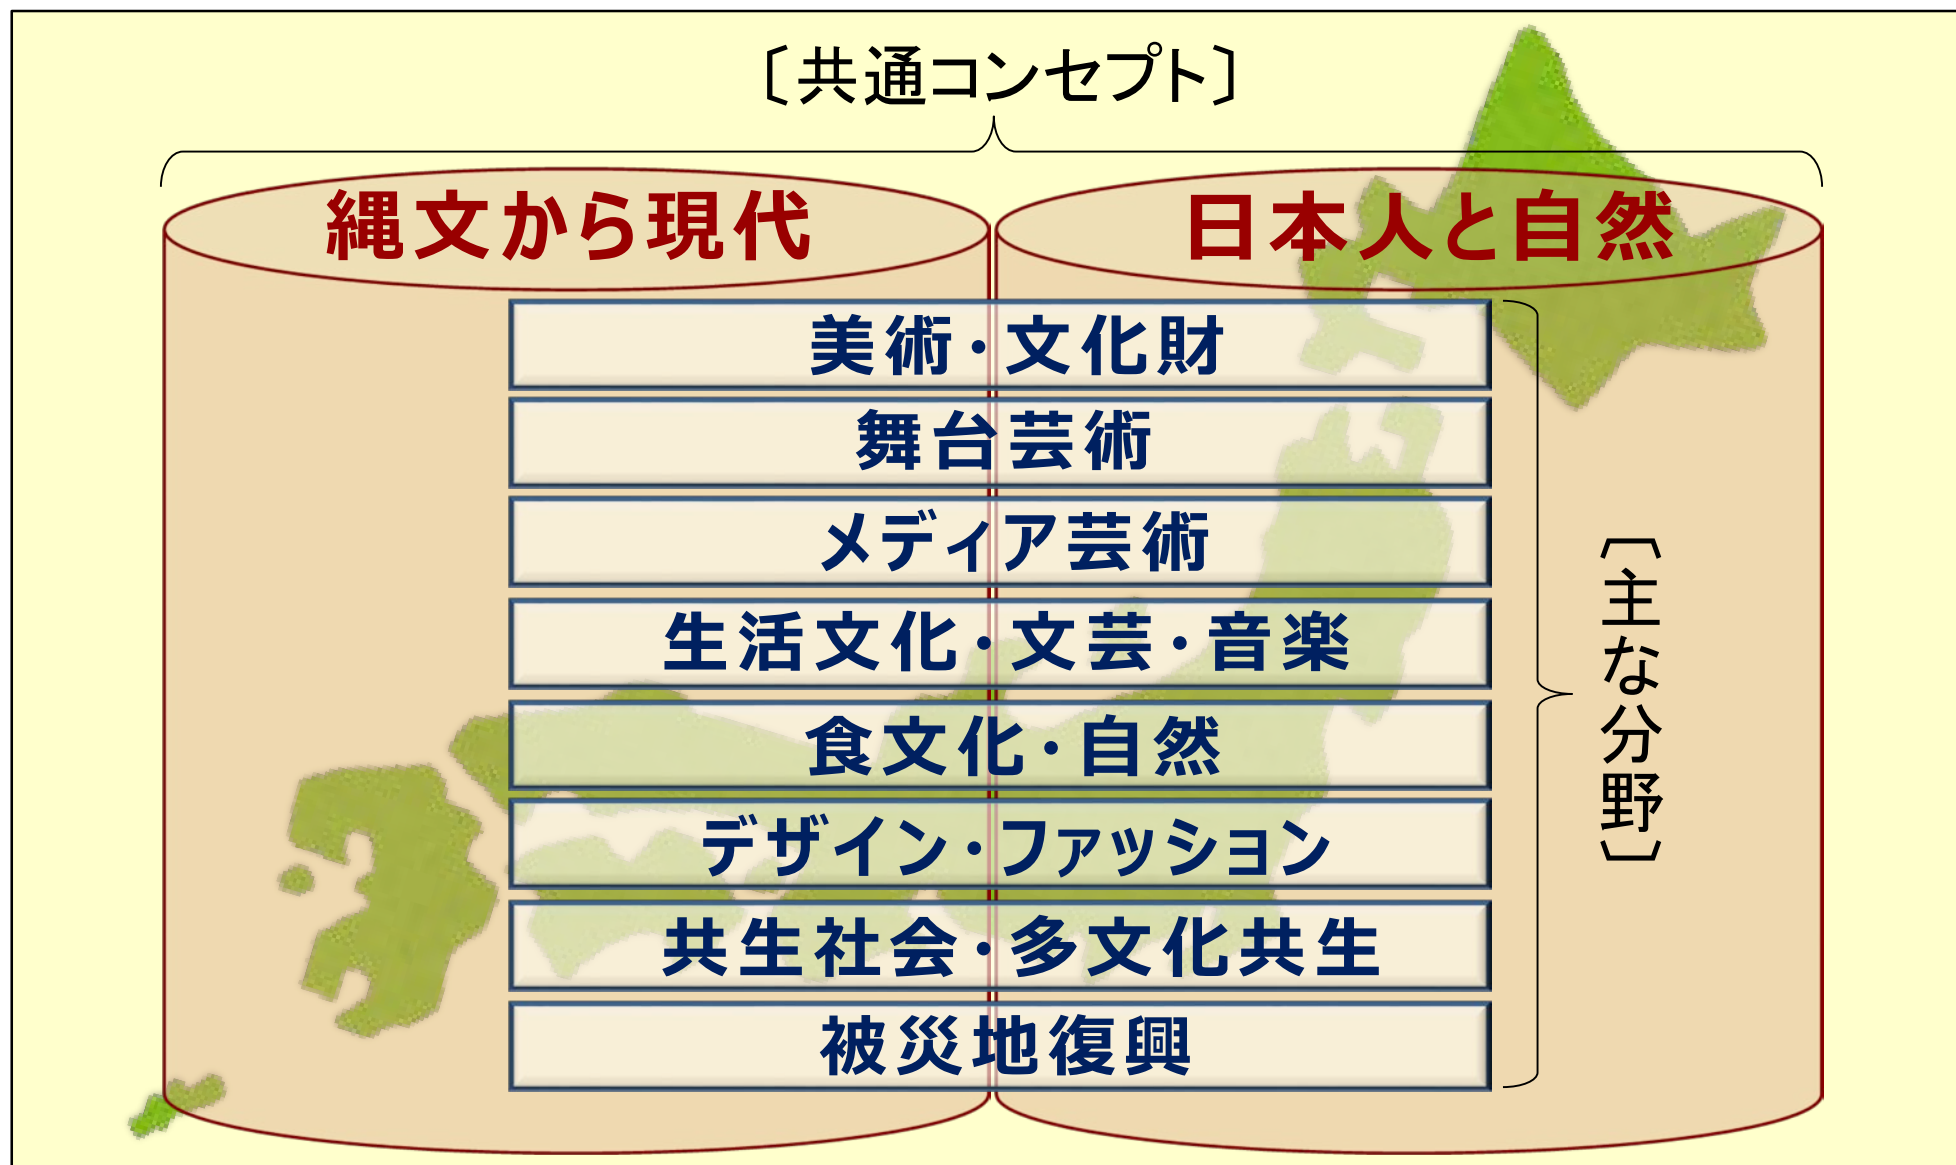 〔共通コンセプト〕
縄文から現代
日本人と自然
美術・文化財
舞台芸術
メディア芸術
生活文化・文芸・音楽
食文化・自然
デザイン・ファッション
共生社会・多文化共生
被災地復興
〔主な分野〕